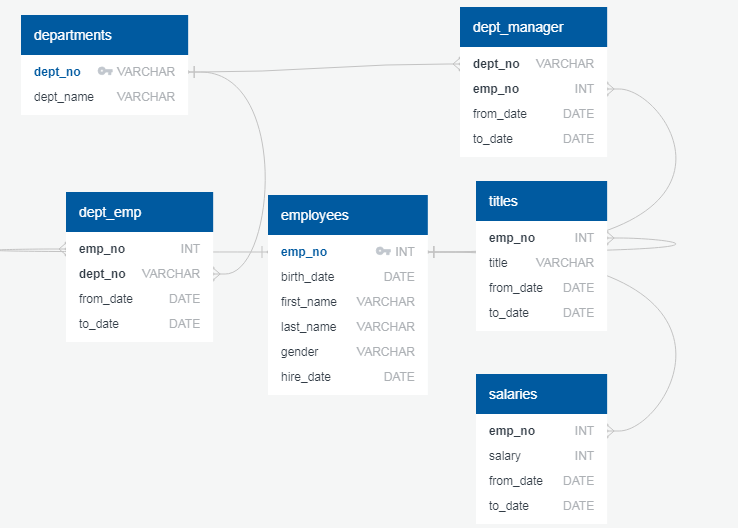 departments
dept_no VARCHAR
dept_name VARCHAR
dept_manager
dept_no VARCHAR
emp_no INT
from_date DATE
to_date DATE
dept_emp
emp_no INT
dept_no VARCHAR
from_date DATE
to_date DATE
employees
emp_no INT
birth_date DATE
first_name VARCHAR
last_name VARCHAR
gender VARCHAR
hire_date DATE
titles
emp_no INT
title VARCHAR
from_date DATE
to_date DATE
salaries
emp_no INT
salary INT
from_date DATE
to_date DATE